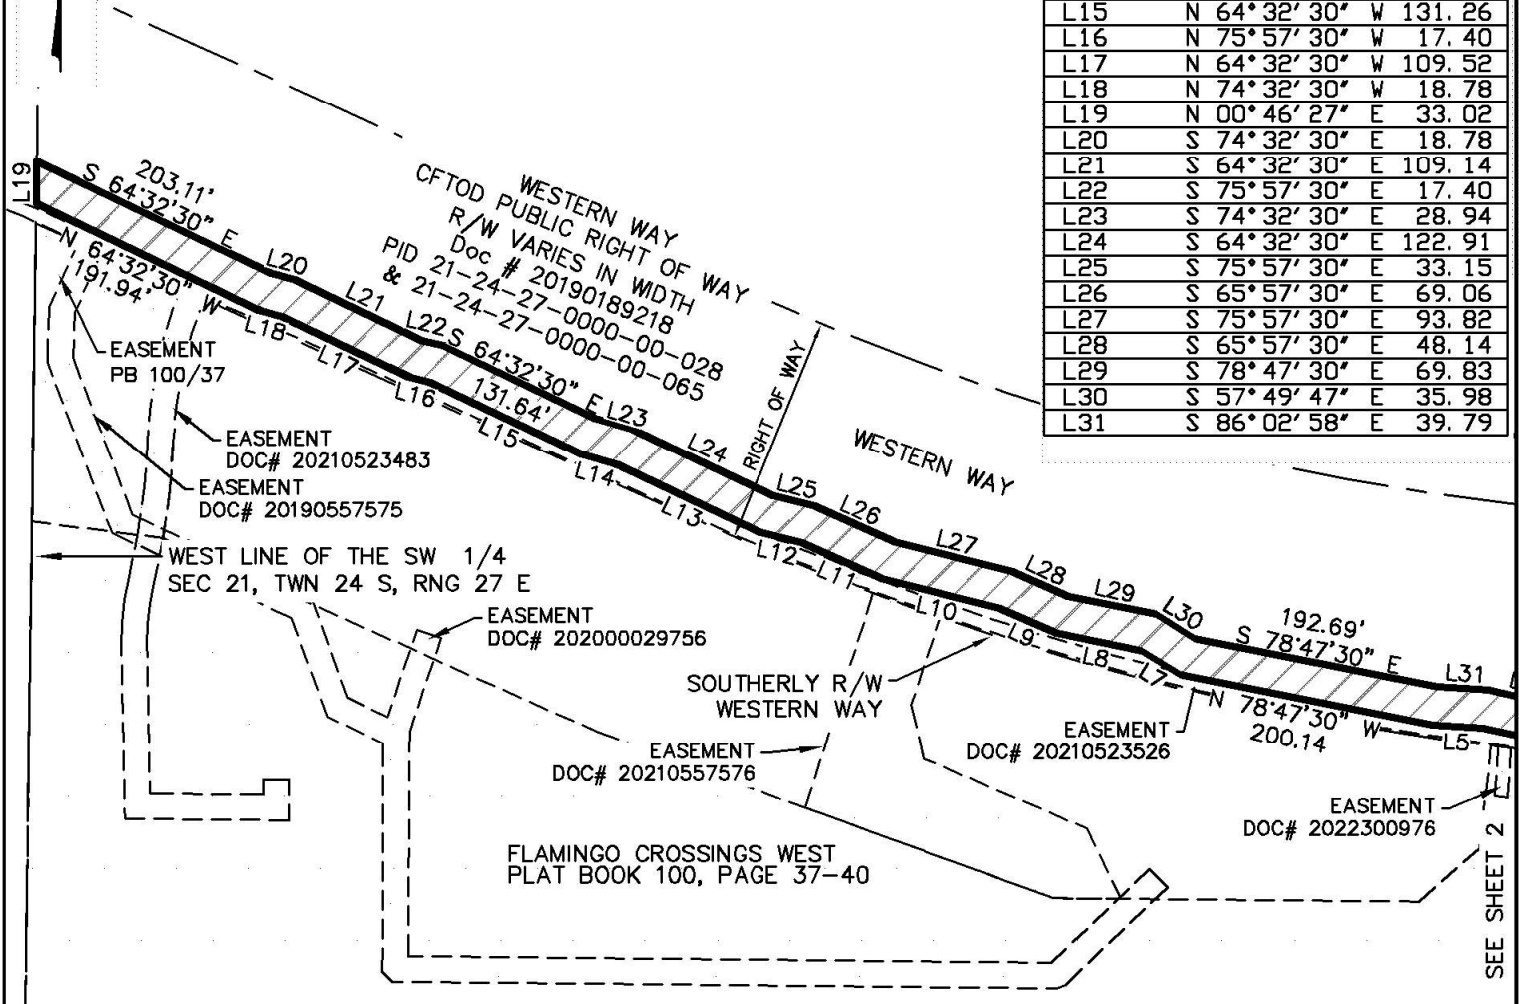 L15 N 64°32'30" W 131.26
L16 N 75°57'30" W 17.40
L17 N 64°32'30" W 109.52
L18 N 74°32'30" W 18.78
L19 N 00°46'27" E 33.02
L20 S 74°32'30" E 18.78
L21 S 64°32'30" E 109.14
L22 S 75°57'30" E 17.40
L23 S 74°32'30" E 28.94
L24 S 64°32'30" E 122.91
L25 S 75°57'30" E 33.15
L26 S 65°57'30" E 69.06
L27 S 75°57'30" E 93.82
L28 S 65°57'30" E 48.14
L29 S 78°47'30" E 69.83
L30 S 57°49'47" E 35.98
L31 S 86°02'58" E 39.79
L19
203.11'
S 64°32'30" E
N 64°32'30" W
191.94'
L20
L21
L22
S 64°32'30" E
131.64'
L23
L24
L25
L26
L27
L28
L29
L30
192.69'
S 78°47'30" E
L31
L18
L17
L16
L15
L14
L13
L12
L11
L10
L9
L8
L7
N 78°47'30" W
200.14
L5
WESTERN WAY
CFTOD PUBLIC RIGHT OF WAY
R/W VARIES IN WIDTH
Doc # 20190189218
PID 21-24-27-0000-00-028
& 21-24-27-0000-00-065
RIGHT OF WAY
WESTERN WAY
EASEMENT
PB 100/37
EASEMENT
DOC# 20210523483
EASEMENT
DOC# 20190557575
WEST LINE OF THE SW 1/4
SEC 21, TWN 24 S, RNG 27 E
EASEMENT
DOC# 202000029756
SOUTHERLY R/W
WESTERN WAY
EASEMENT
DOC# 20210557576
EASEMENT
DOC# 20210523526
EASEMENT
DOC# 2022300976
FLAMINGO CROSSINGS WEST
PLAT BOOK 100, PAGE 37-40
SEE SHEET 2